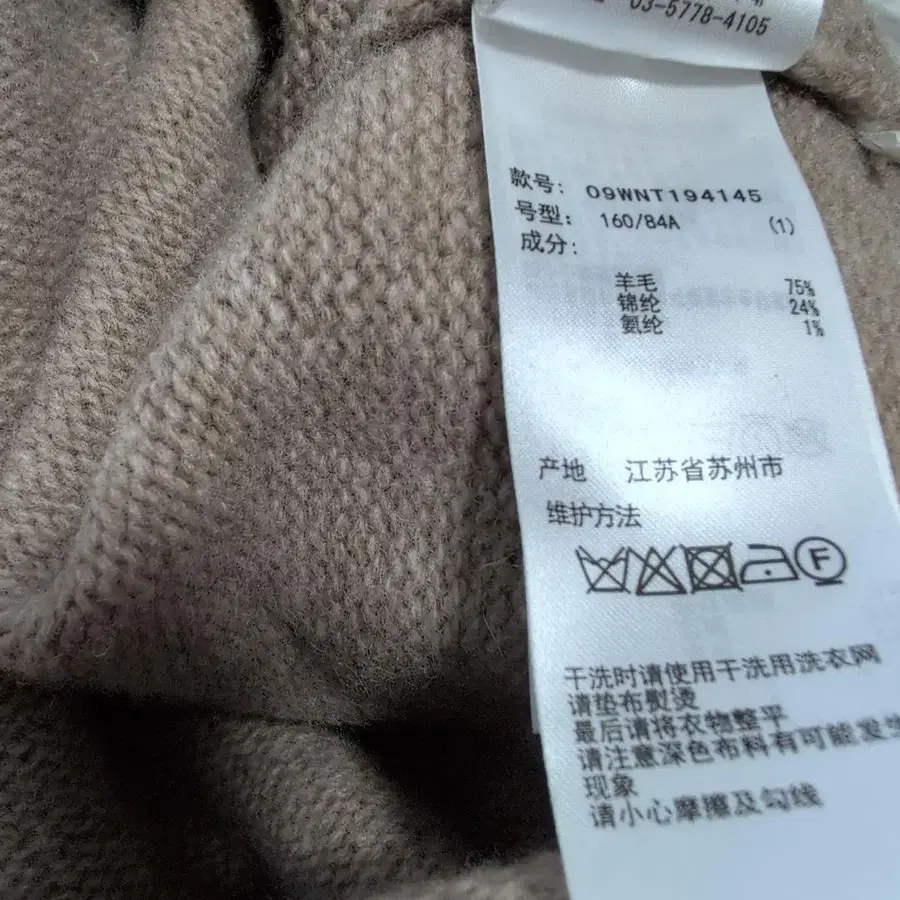 03-5778-4105
款号: 09WNT194145
号型: 160/84A (1)
成分:
羊毛 75%
锦纶 24%
氨纶 1%
产地 江苏省苏州市
维护方法
F
干洗时请使用干洗用洗衣网
请垫布熨烫
最后请将衣物整平
请注意深色布料有可能发生
现象
请小心摩擦及勾线